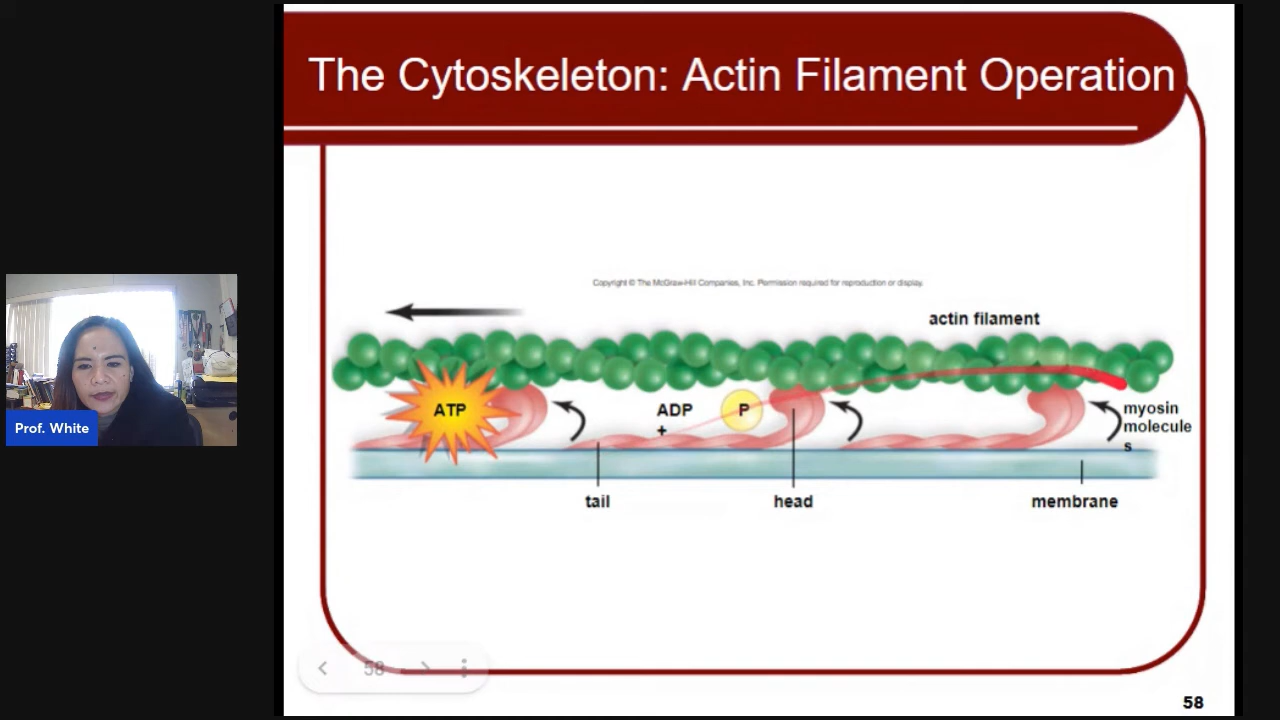 The Cytoskeleton: Actin Filament Operation
Copyright © The McGraw-Hill Companies, Inc. Permission required for reproduction or display.
actin filament
ATP
ADP
+
P
myosin
molecule
s
tail
head
membrane
Prof. White
58
58